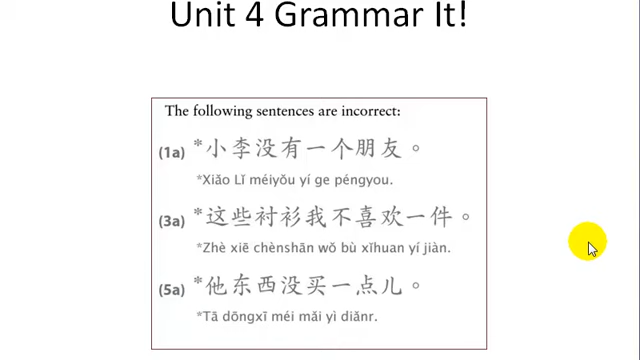 Unit 4 Grammar It!
The following sentences are incorrect:
(1a) *小李没有一个朋友。
*Xiǎo Lǐ méiyǒu yí ge péngyou.
(3a) *这些衬衫我不喜欢一件。
*Zhè xiē chènshān wǒ bù xǐhuan yí jiàn.
(5a) *他东西没买一点儿。
*Tā dōngxī méi mǎi yì diǎnr.